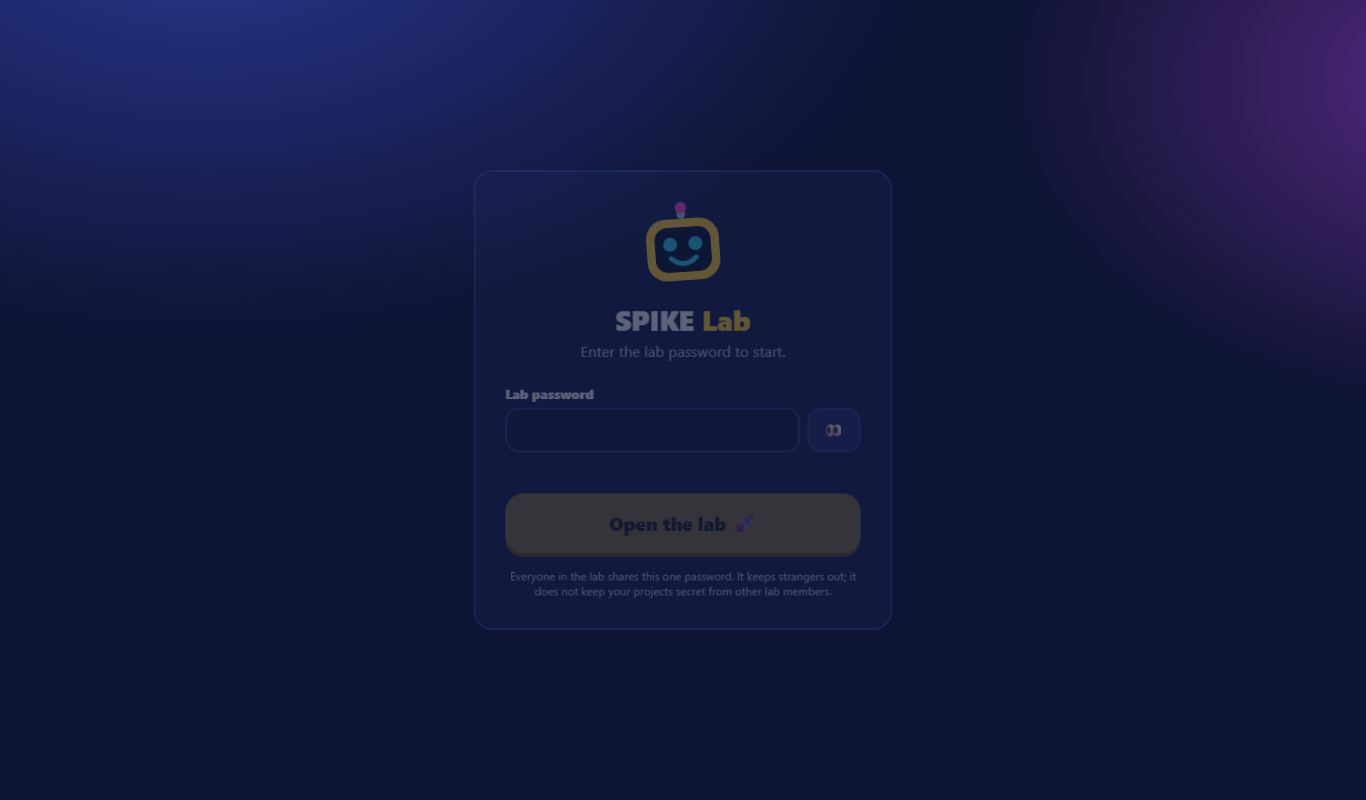 SPIKE Lab
Enter the lab password to start.
Lab password
Open the lab 🚀
Everyone in the lab shares this one password. It keeps strangers out; it
does not keep your projects secret from other lab members.